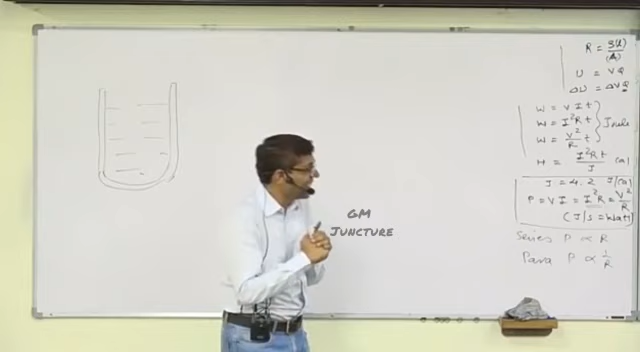 U = VQ
ΔU = ΔVQ
W = VIt
W = I²Rt
W = V²/R t
Joule
H = I²Rt/J Cal
J = 4.2 J/Cal
P = VI = I²R = V²/R
(J/s = Watt)
Series P ∝ R
Para P ∝ 1/R
GM
JUNCTURE